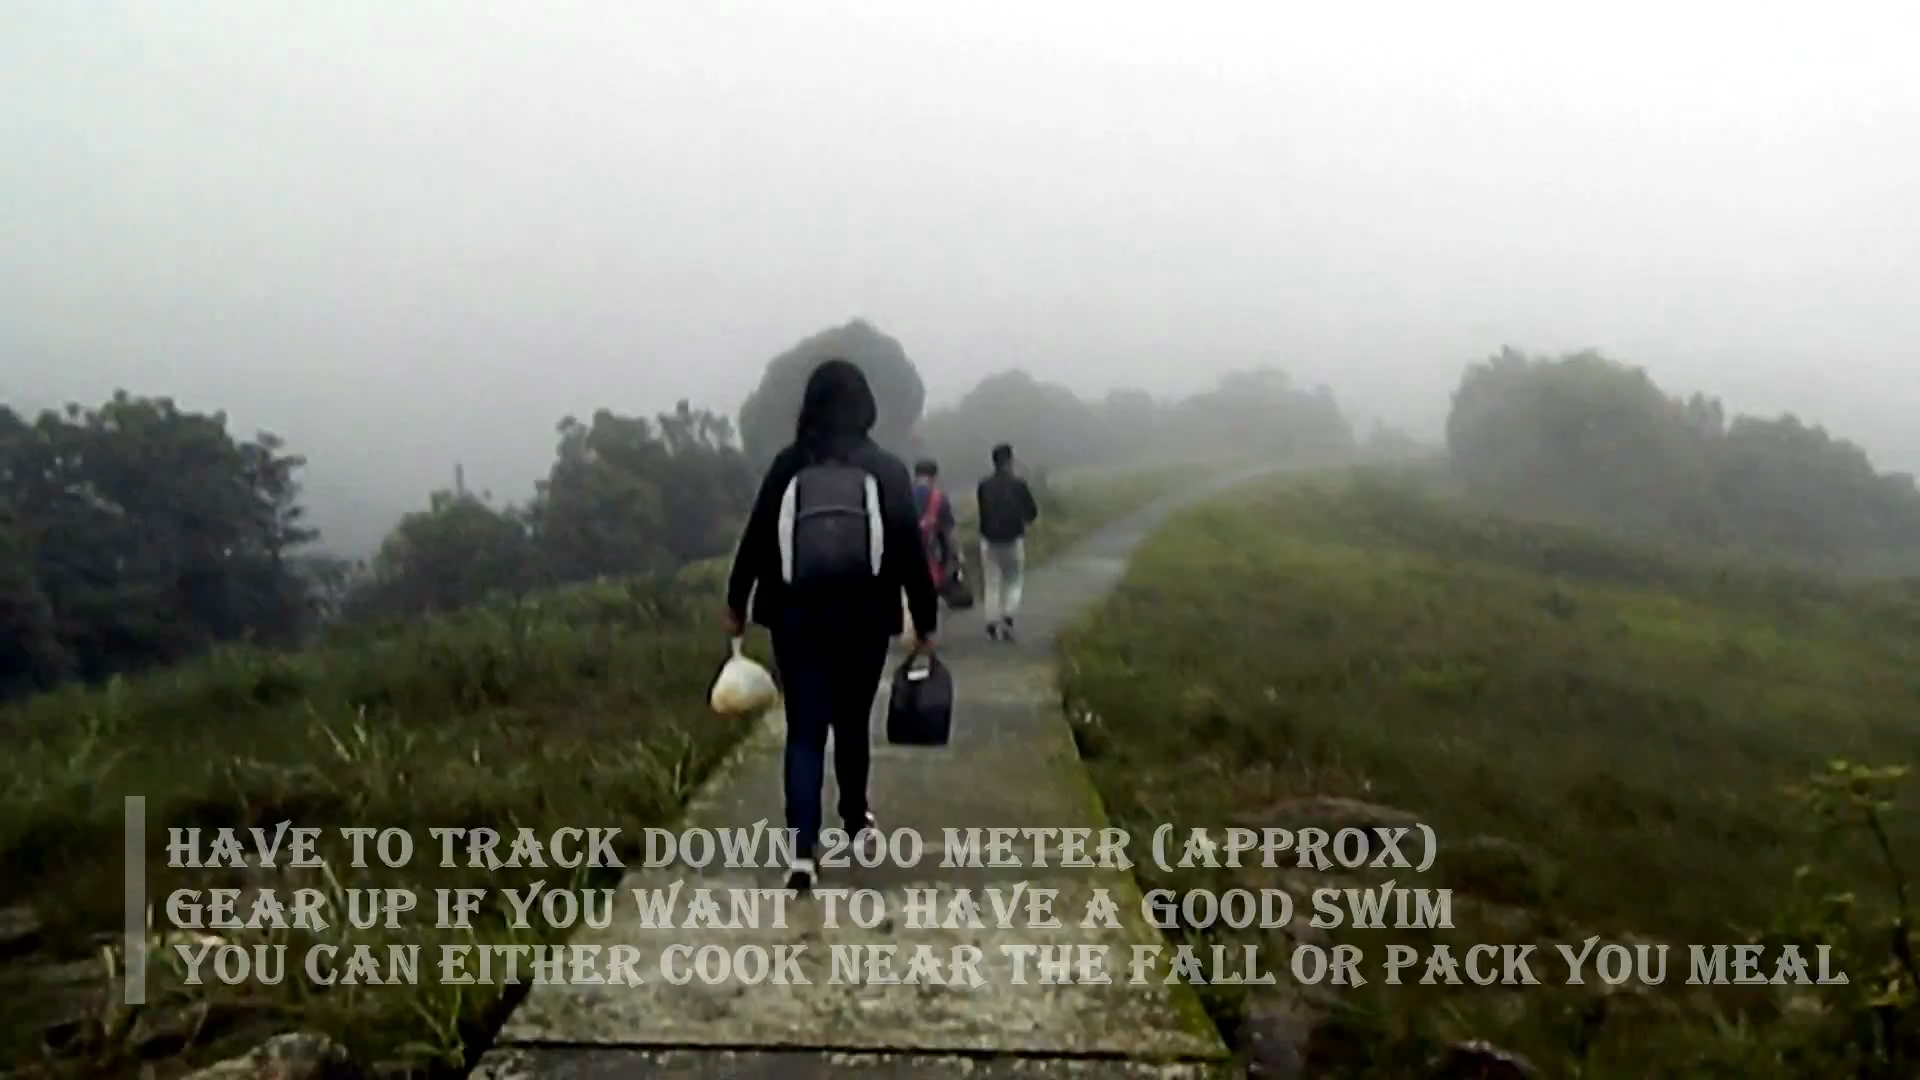 HAVE TO TRACK DOWN 200 METER (APPROX)
GEAR UP IF YOU WANT TO HAVE A GOOD SWIM
YOU CAN EITHER COOK NEAR THE FALL OR PACK YOU MEAL